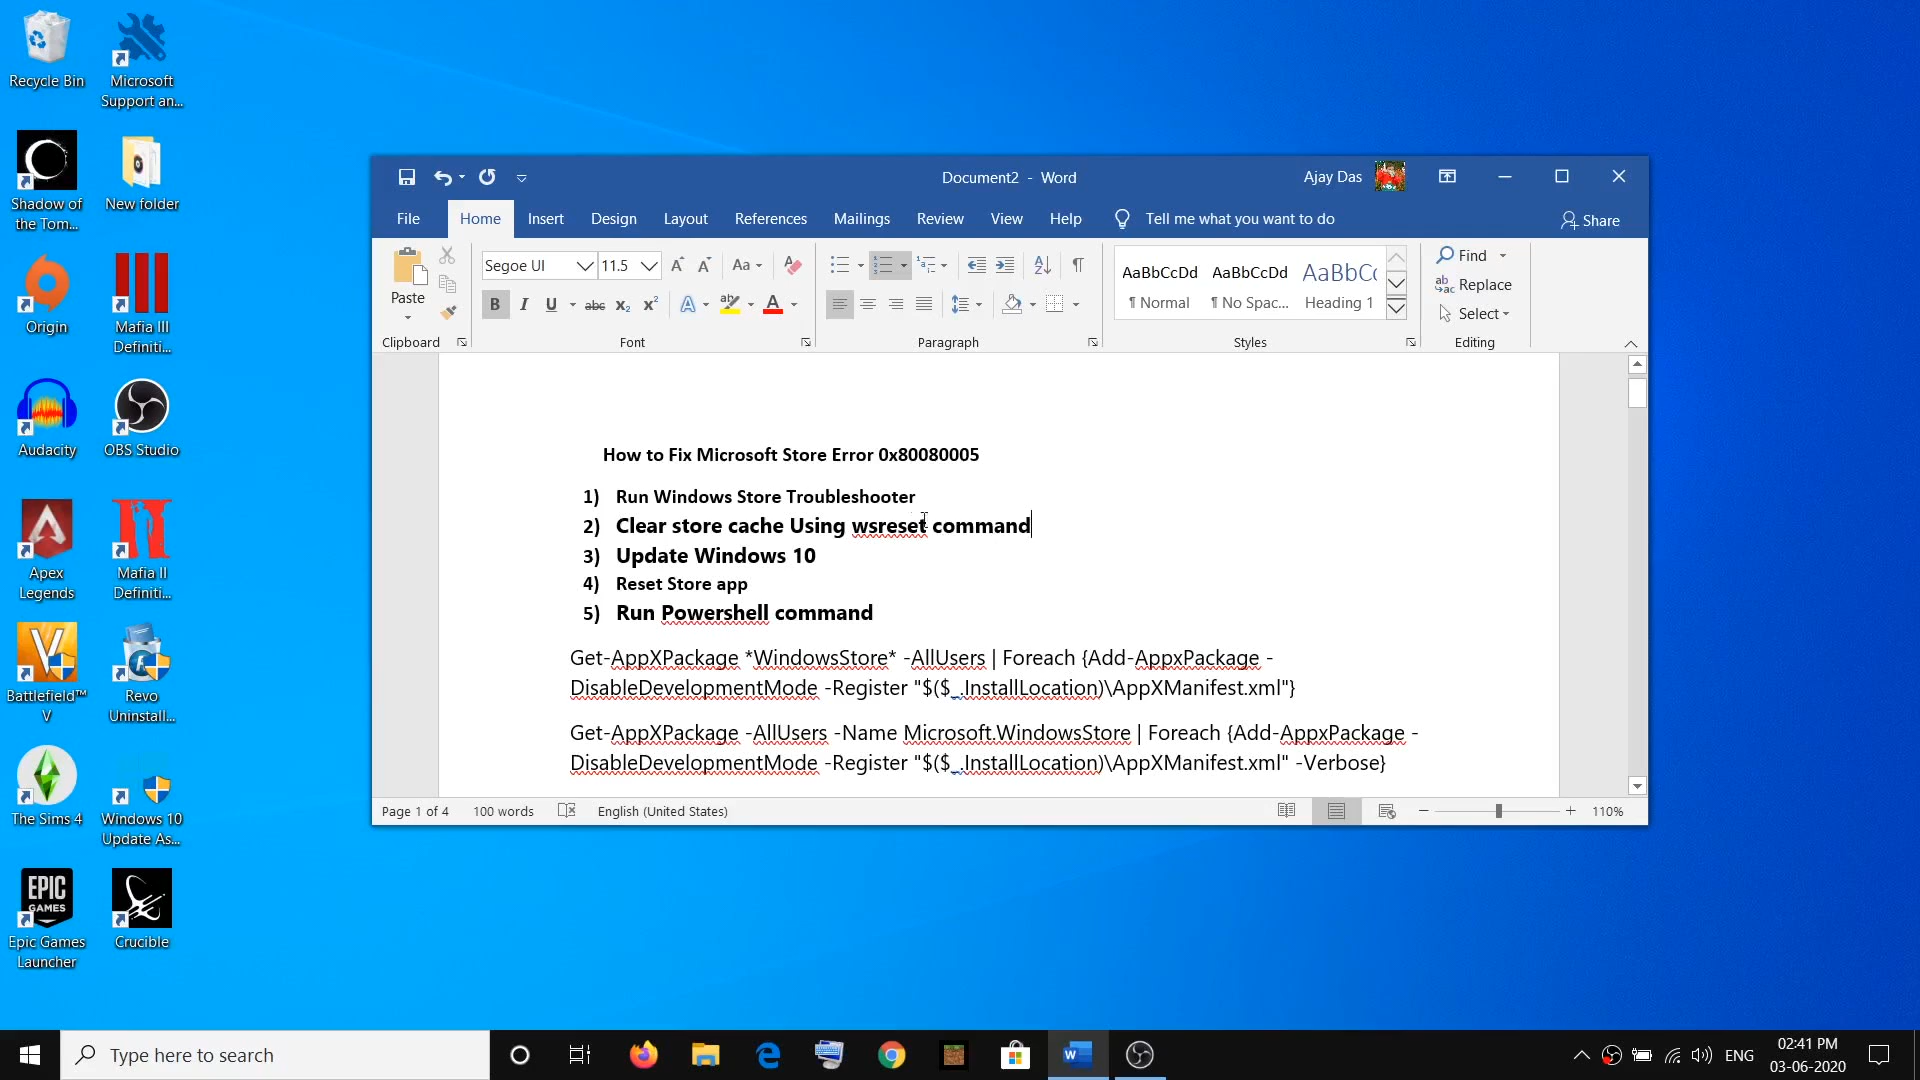 Recycle Bin
Microsoft
Support an...
Shadow of
the Tom...
New folder
Origin
Mafia III
Definiti...
Audacity
OBS Studio
Apex
Legends
Mafia II
Definiti...
Battlefield™
V
Revo
Uninstall...
The Sims 4
Windows 10
Update As...
EPIC
GAMES
Epic Games
Launcher
Crucible
Document2 - Word
Ajay Das
File Home Insert Design Layout References Mailings Review View Help Tell me what you want to do Share
Paste
Clipboard
Segoe UI 11.5 Aa
B I U abc X₂ X² A ab A
Font
Paragraph
AaBbCcDd AaBbCcDd AaBbCc
¶ Normal ¶ No Spac... Heading 1
Styles
Find
Replace
Select
Editing
How to Fix Microsoft Store Error 0x80080005
1) Run Windows Store Troubleshooter
2) Clear store cache Using wsreset command
3) Update Windows 10
4) Reset Store app
5) Run Powershell command
Get-AppXPackage *WindowsStore* -AllUsers | Foreach {Add-AppxPackage -
DisableDevelopmentMode -Register "$($_.InstallLocation)\AppXManifest.xml"}
Get-AppXPackage -AllUsers -Name Microsoft.WindowsStore | Foreach {Add-AppxPackage -
DisableDevelopmentMode -Register "$($_.InstallLocation)\AppXManifest.xml" -Verbose}
Page 1 of 4 100 words English (United States) 110%
Type here to search
ENG
02:41 PM
03-06-2020